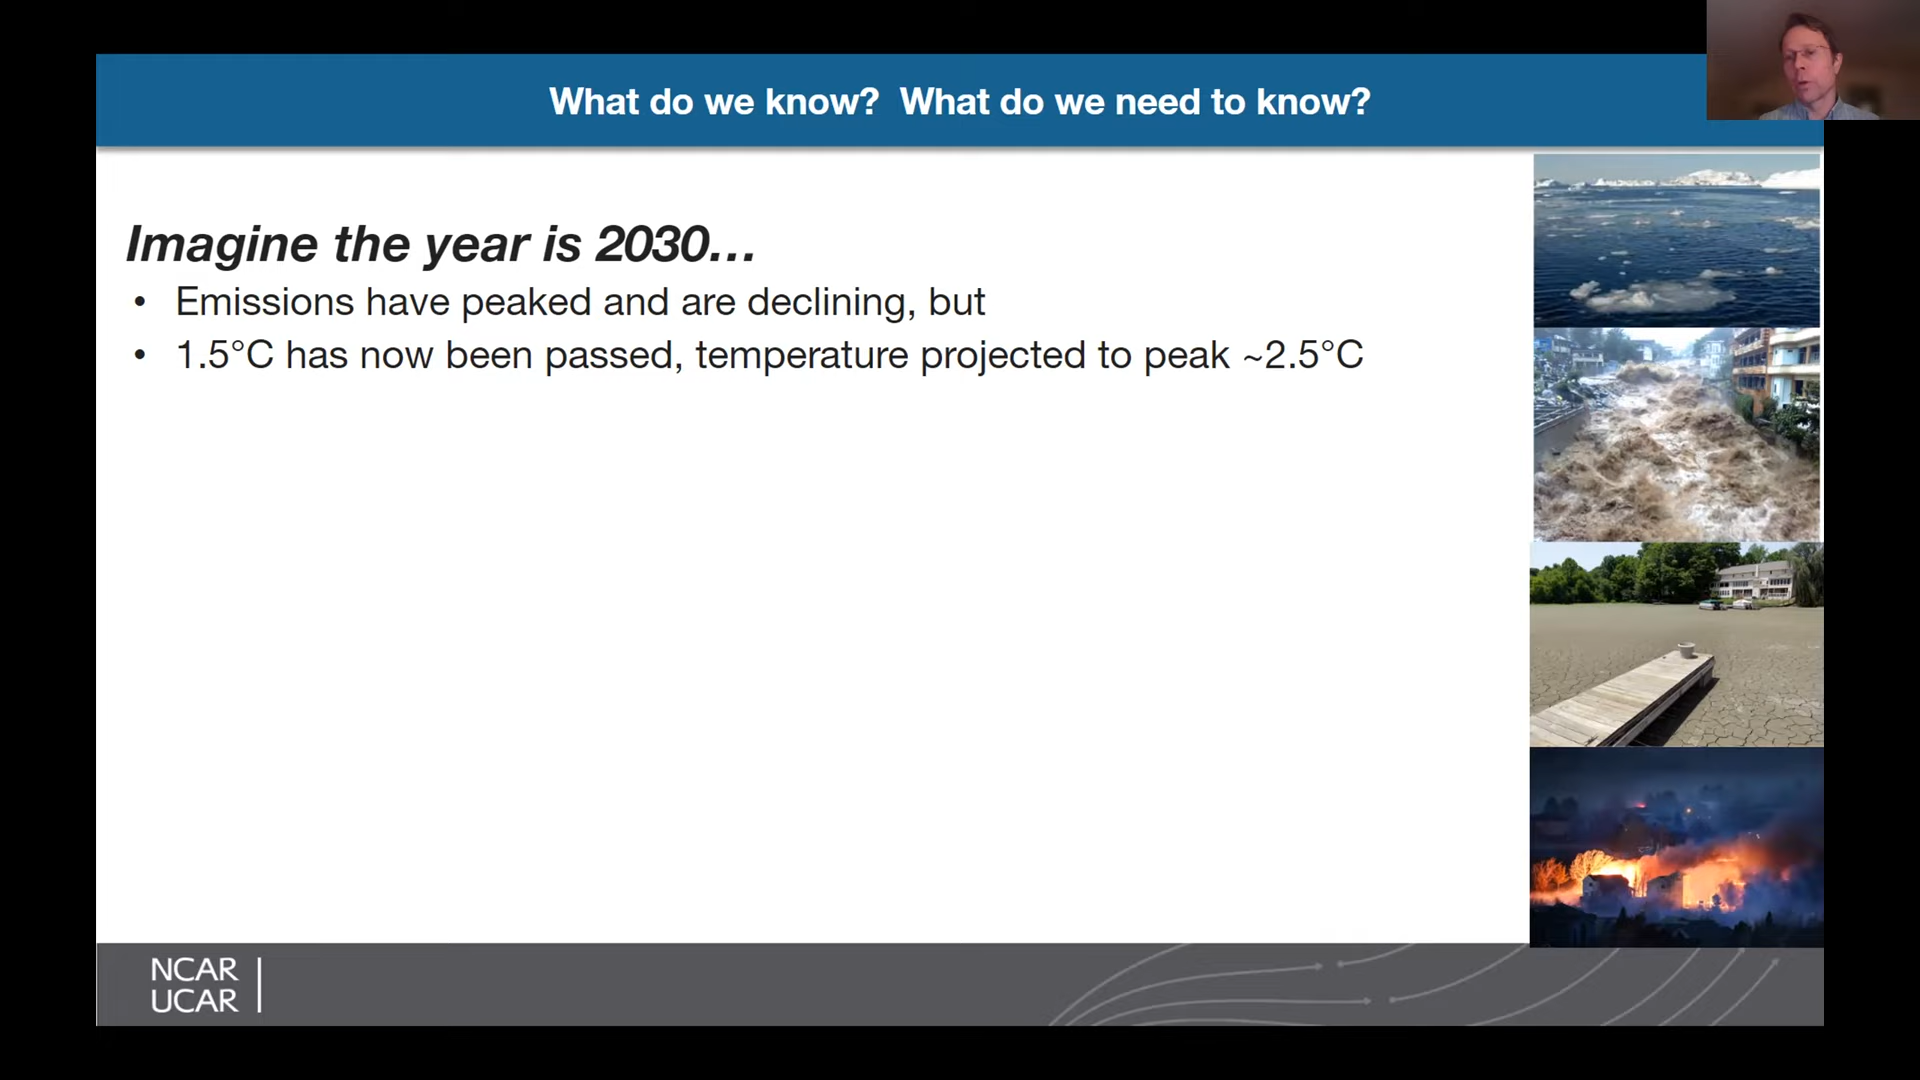 What do we know?  What do we need to know?
Imagine the year is 2030…
• Emissions have peaked and are declining, but
• 1.5°C has now been passed, temperature projected to peak ~2.5°C
NCAR
UCAR